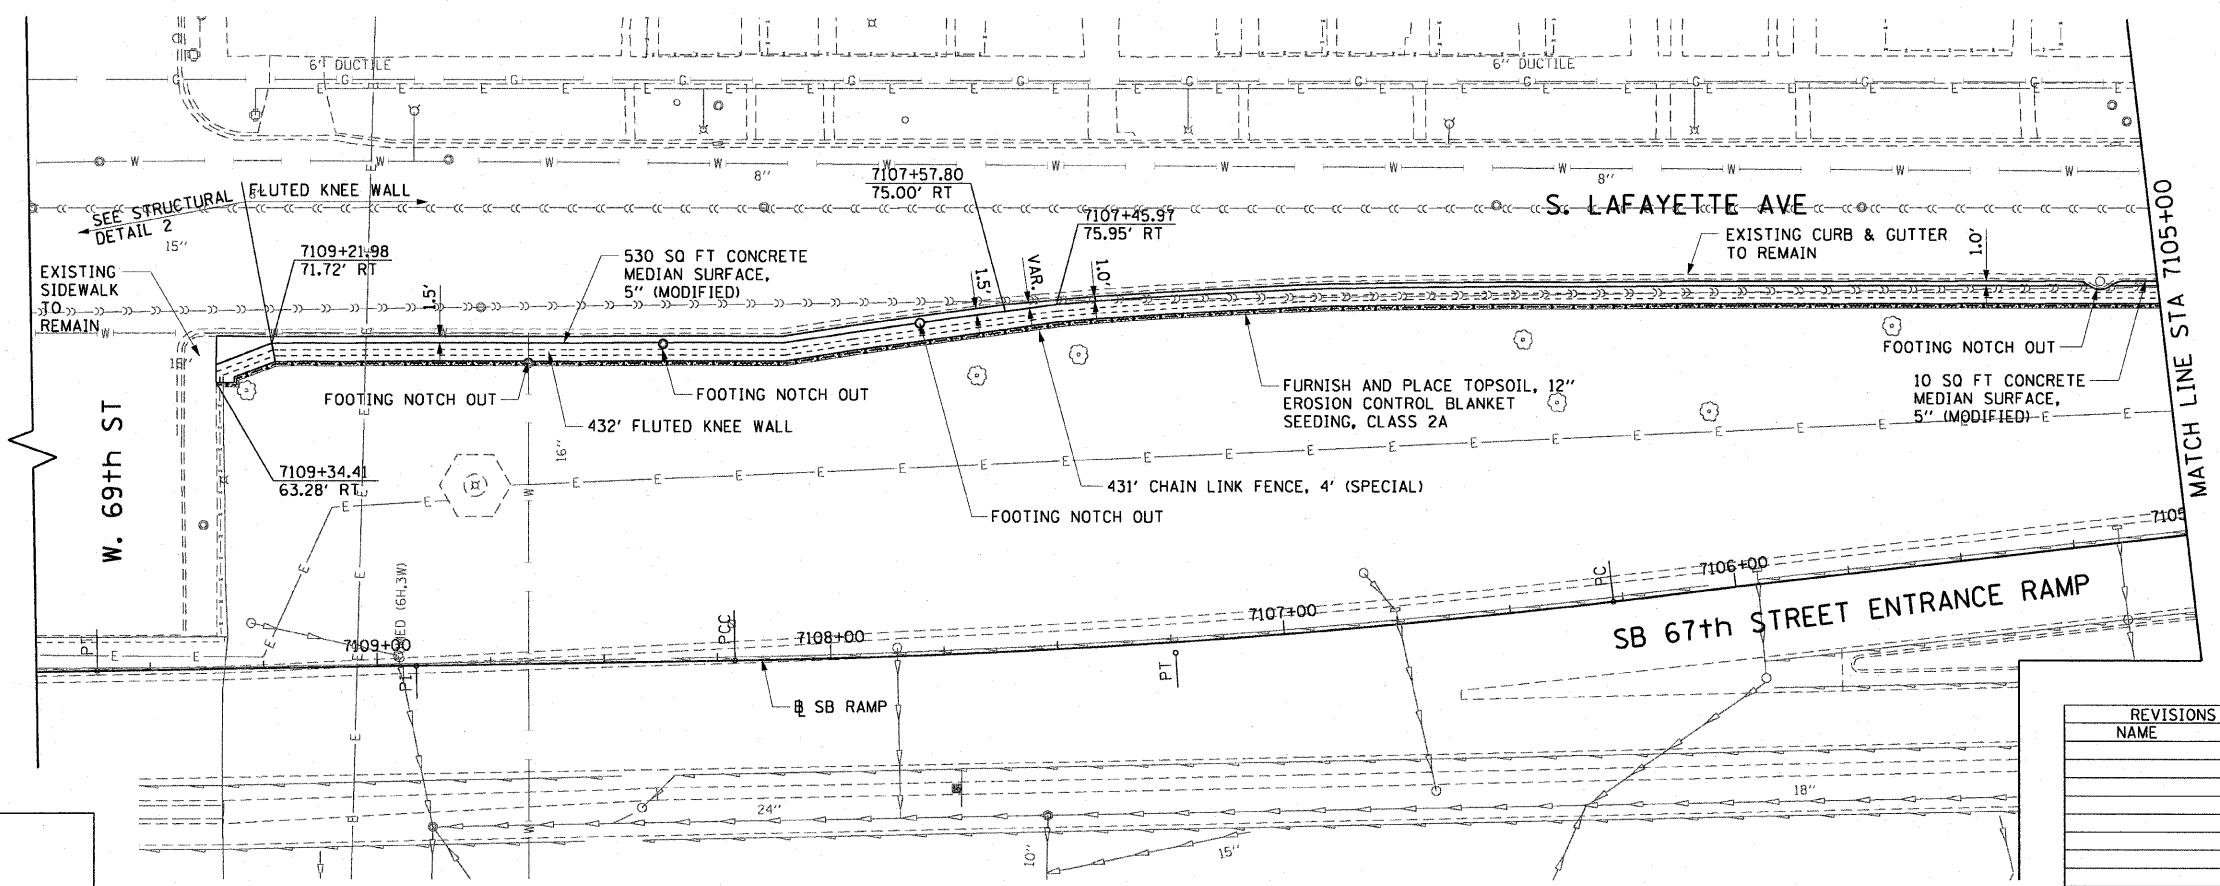 6" DUCTILE
6" DUCTILE
G G G G G G G G G G G G
E E E E E E E E E E E E E E E E E E E E E E E
W W W W W W W W W W W W
8"
8"
FLUTED KNEE WALL
SEE STRUCTURAL
DETAIL 2
15"
7107+57.80
75.00' RT
7107+45.97
75.95' RT
S. LAFAYETTE AVE
EXISTING CURB & GUTTER
TO REMAIN
1.0'
MATCH LINE STA 7105+00
7109+21.98
71.72' RT
530 SQ FT CONCRETE
MEDIAN SURFACE,
5" (MODIFIED)
1.5'
1.5'
VAR.
1.0'
EXISTING
SIDEWALK
TO
REMAIN
W
FOOTING NOTCH OUT
FOOTING NOTCH OUT
432' FLUTED KNEE WALL
FURNISH AND PLACE TOPSOIL, 12"
EROSION CONTROL BLANKET
SEEDING, CLASS 2A
FOOTING NOTCH OUT
10 SQ FT CONCRETE
MEDIAN SURFACE,
5" (MODIFIED)
W. 69th ST
16"
7109+34.41
63.28' RT
431' CHAIN LINK FENCE, 4' (SPECIAL)
FOOTING NOTCH OUT
7105
7106+00
7107+00
7108+00
7109+00
PC
PCC
PT
PT
PI
(6H,3W)
SB 67th STREET ENTRANCE RAMP
℄ SB RAMP
24"
18"
10"
15"
REVISIONS
NAME